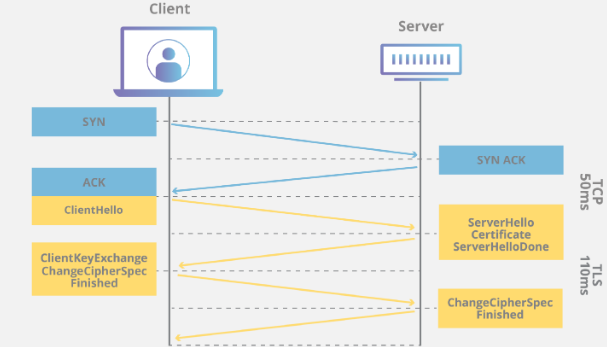 Client
Server
SYN
SYN ACK
ACK
ClientHello
ServerHello
Certificate
ServerHelloDone
ClientKeyExchange
ChangeCipherSpec
Finished
ChangeCipherSpec
Finished
TCP
50ms
TLS
110ms